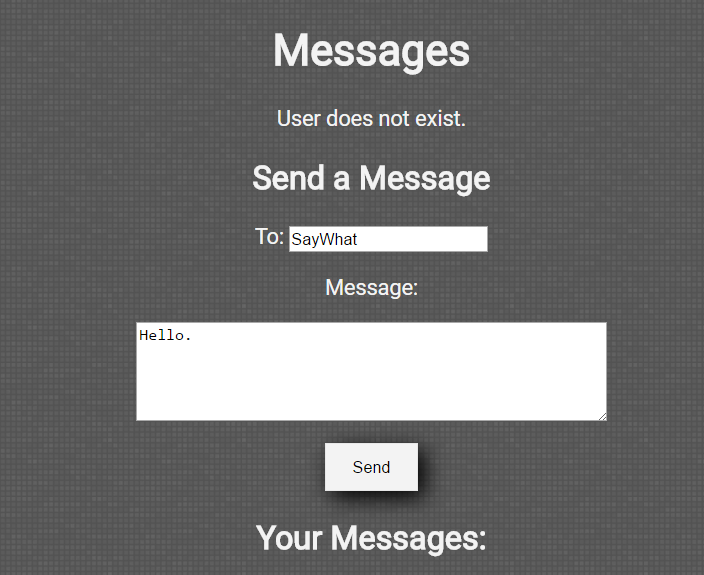 Messages
User does not exist.
Send a Message
To: SayWhat
Message:
Hello.
Send
Your Messages: